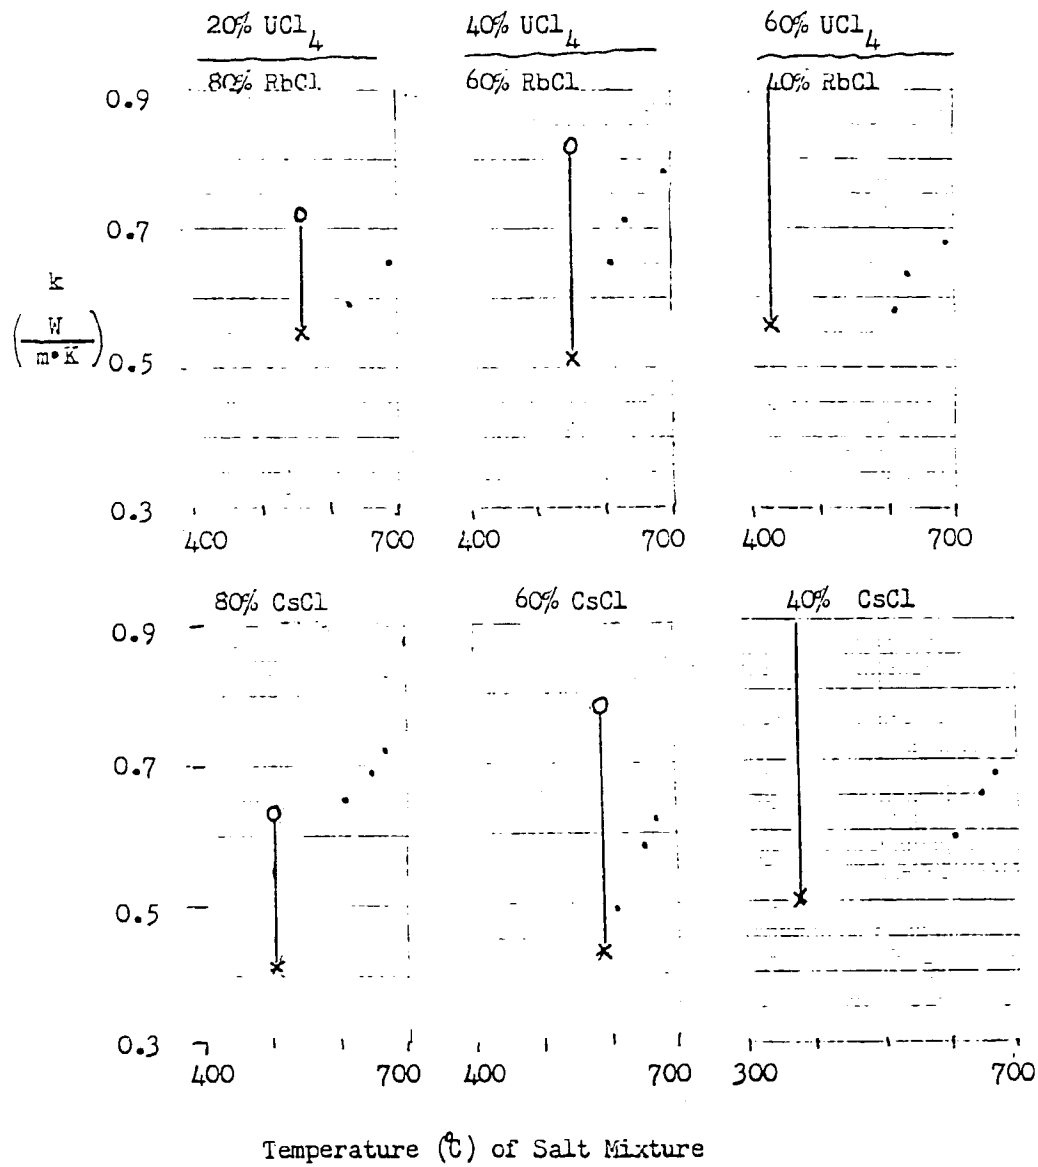 20% UCl4 40% UCl4 60% UCl4
80% RbCl 60% RbCl 40% RbCl
0.9
0.7
k
( W
m•K )
0.5
0.3
400 700 400 700 400 700
80% CsCl 60% CsCl 40% CsCl
0.9
0.7
0.5
0.3
400 700 400 700 300 700
Temperature (°C) of Salt Mixture